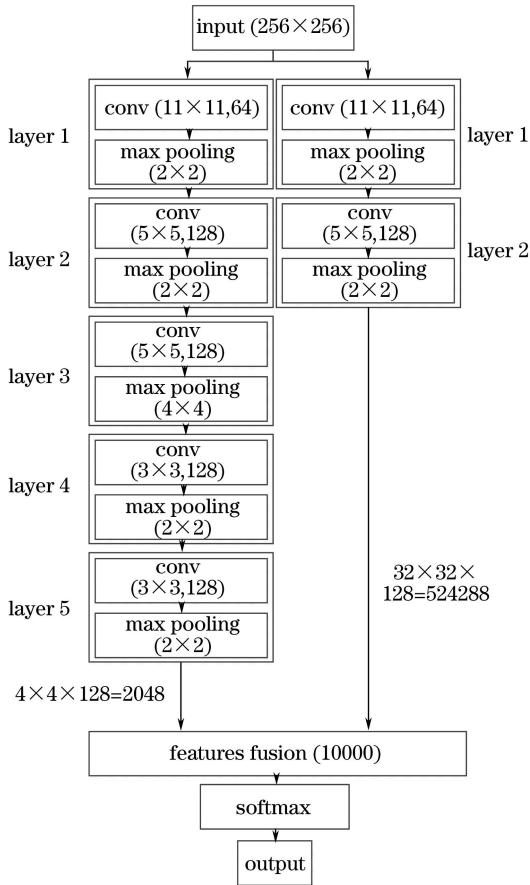 input (256×256)
conv (11×11,64)
conv (11×11,64)
layer 1
layer 1
max pooling
(2×2)
max pooling
(2×2)
conv
(5×5,128)
conv
(5×5,128)
layer 2
layer 2
max pooling
(2×2)
max pooling
(2×2)
conv
(5×5,128)
layer 3
max pooling
(4×4)
conv
(3×3,128)
layer 4
max pooling
(2×2)
conv
(3×3,128)
32×32×
128=524288
layer 5
max pooling
(2×2)
4×4×128=2048
features fusion (10000)
softmax
output